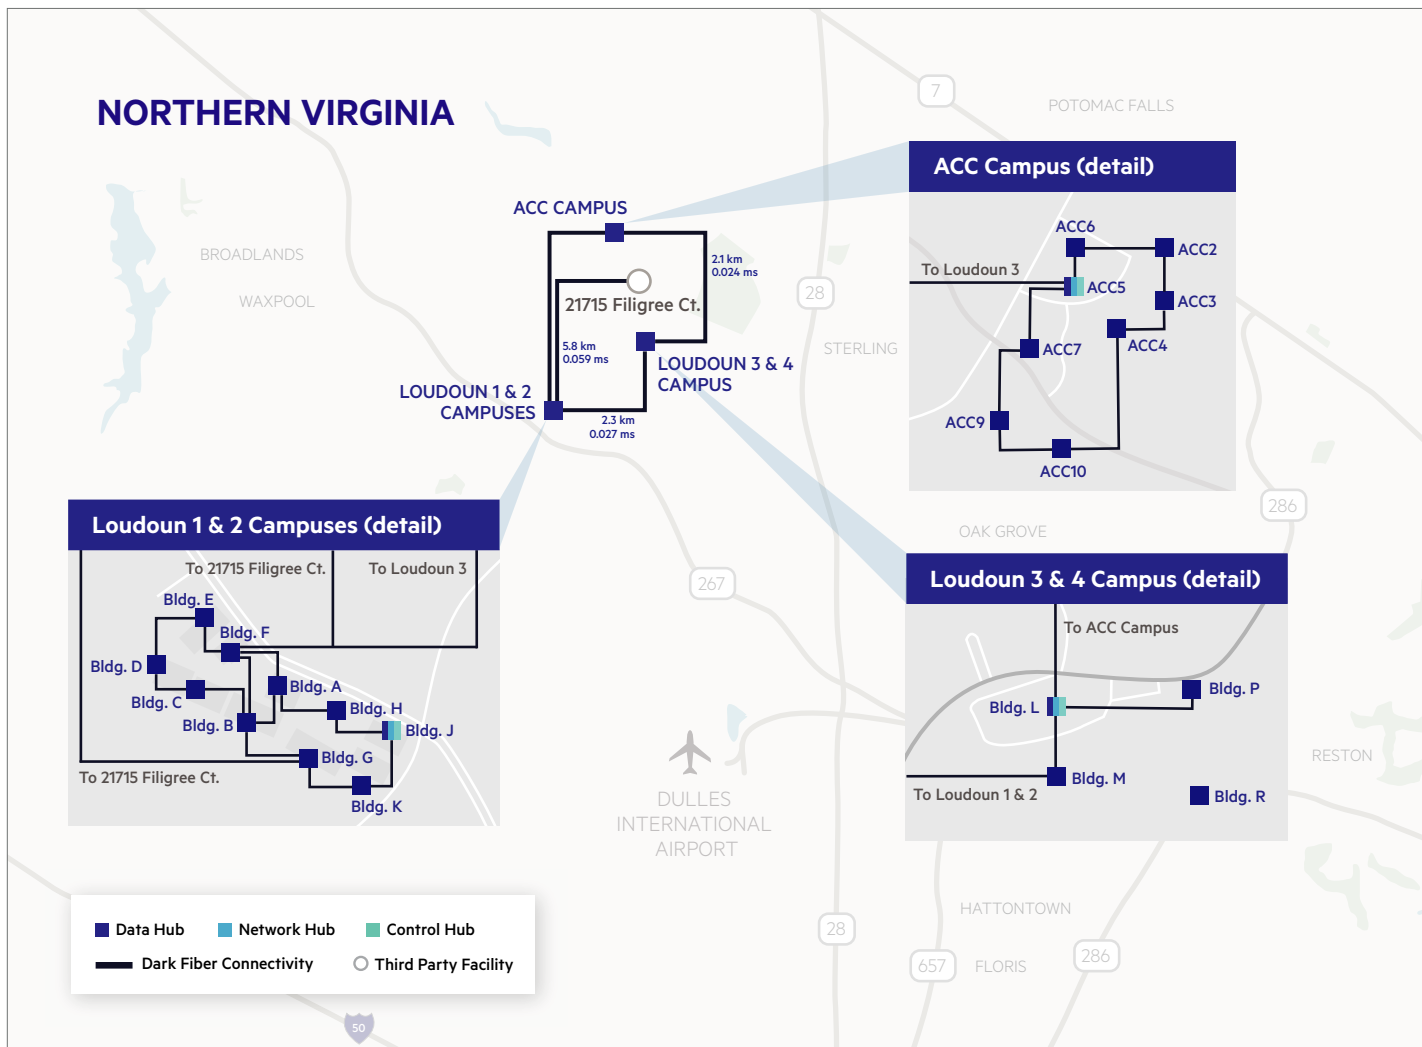 NORTHERN VIRGINIA
7
POTOMAC FALLS
BROADLANDS
WAXPOOL
ACC CAMPUS
2.1 km
0.024 ms
21715 Filigree Ct.
28
STERLING
5.8 km
0.059 ms
LOUDOUN 3 & 4
CAMPUS
LOUDOUN 1 & 2
CAMPUSES
2.3 km
0.027 ms
ACC Campus (detail)
ACC6
ACC2
To Loudoun 3
ACC5
ACC3
ACC4
ACC7
ACC9
ACC10
286
OAK GROVE
267
Loudoun 1 & 2 Campuses (detail)
To 21715 Filigree Ct.
To Loudoun 3
Bldg. E
Bldg. F
Bldg. D
Bldg. A
Bldg. C
Bldg. H
Bldg. B
Bldg. J
Bldg. G
To 21715 Filigree Ct.
Bldg. K
Loudoun 3 & 4 Campus (detail)
To ACC Campus
Bldg. P
Bldg. L
Bldg. M
To Loudoun 1 & 2
Bldg. R
RESTON
DULLES
INTERNATIONAL
AIRPORT
HATTONTOWN
28
657
FLORIS
286
Data Hub
Network Hub
Control Hub
Dark Fiber Connectivity
Third Party Facility
50